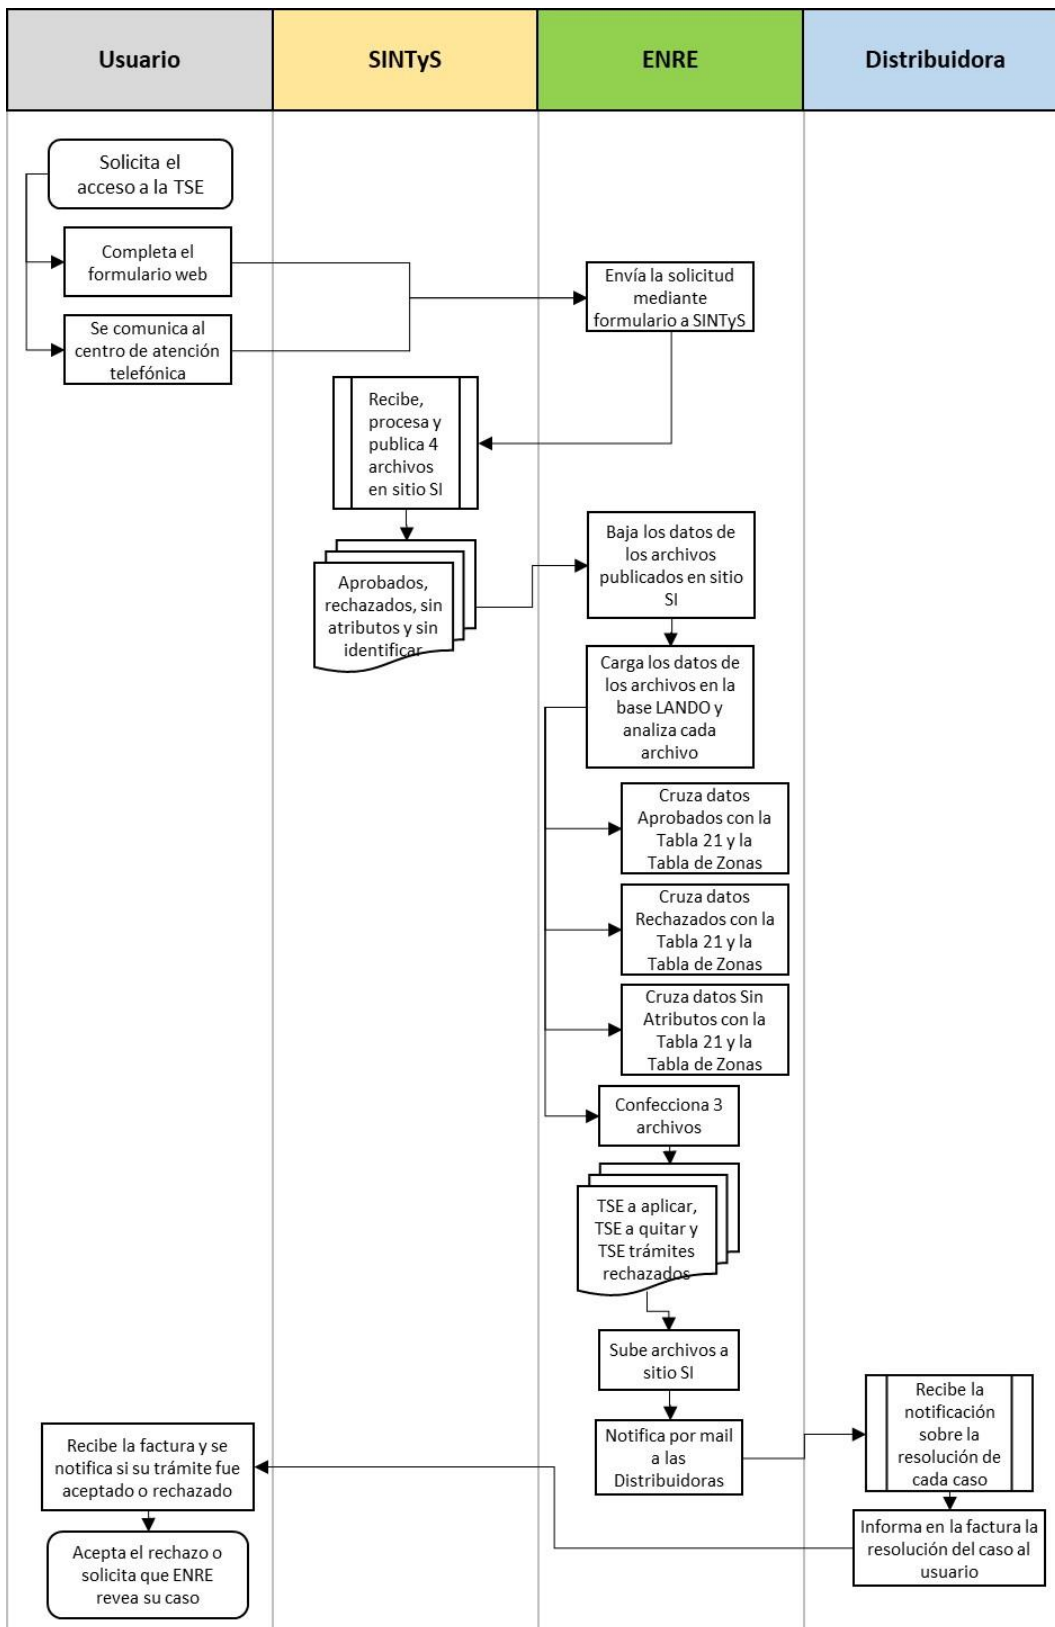 Usuario
SINTyS
ENRE
Distribuidora
Solicita el
acceso a la TSE
Completa el
formulario web
Se comunica al
centro de atención
telefónica
Envía la solicitud
mediante
formulario a SINTyS
Recibe,
procesa y
publica 4
archivos
en sitio SI
Aprobados,
rechazados, sin
atributos y sin
identificar
Baja los datos de
los archivos
publicados en sitio
SI
Carga los datos de
los archivos en la
base LANDO y
analiza cada
archivo
Cruza datos
Aprobados con la
Tabla 21 y la
Tabla de Zonas
Cruza datos
Rechazados con la
Tabla 21 y la
Tabla de Zonas
Cruza datos Sin
Atributos con la
Tabla 21 y la
Tabla de Zonas
Confecciona 3
archivos
TSE a aplicar,
TSE a quitar y
TSE trámites
rechazados
Sube archivos a
sitio SI
Notifica por mail
a las
Distribuidoras
Recibe la
notificación
sobre la
resolución de
cada caso
Informa en la factura la
resolución del caso al
usuario
Recibe la factura y se
notifica si su trámite fue
aceptado o rechazado
Acepta el rechazo o
solicita que ENRE
revea su caso